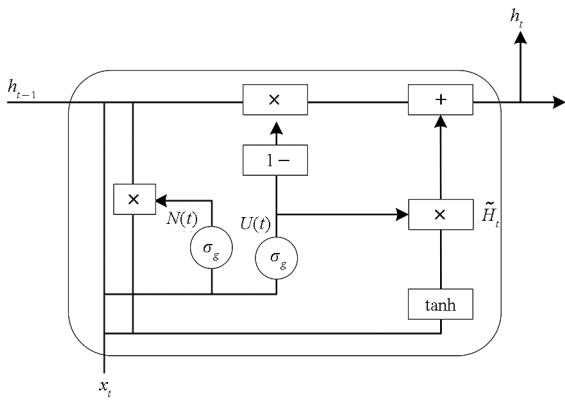 h_t
h_{t−1}
×
+
1 −
×
N(t)
U(t)
×
H̃_t
σ_g
σ_g
tanh
x_t